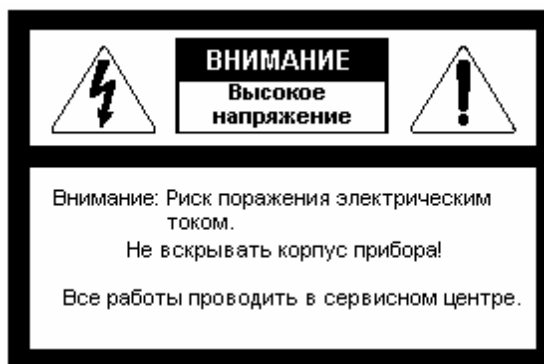 ВНИМАНИЕ
Высокое
напряжение
Внимание: Риск поражения электрическим
током.
Не вскрывать корпус прибора!
Все работы проводить в сервисном центре.